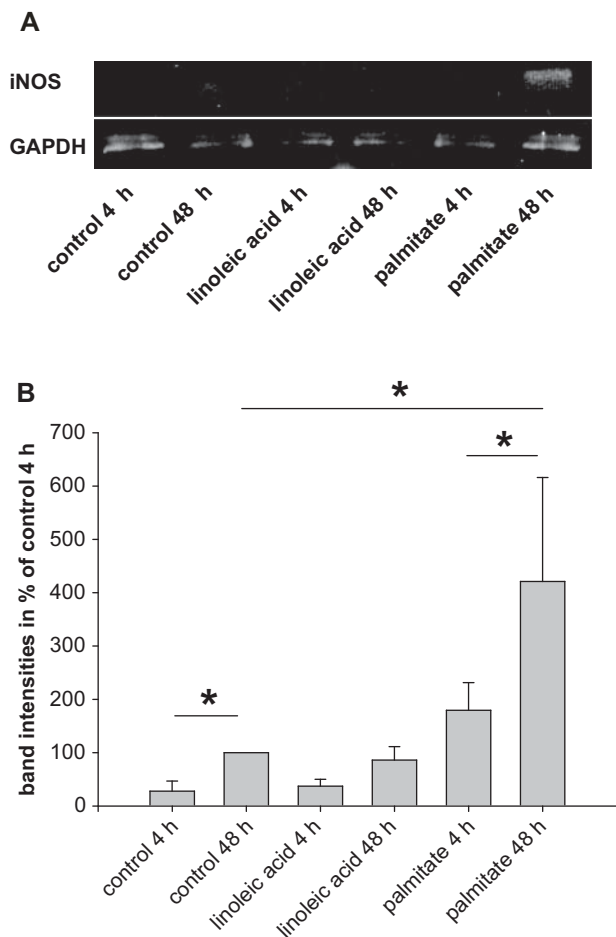 A
iNOS
GAPDH
control 4 h
control 48 h
linoleic acid 4 h
linoleic acid 48 h
palmitate 4 h
palmitate 48 h
B
*
*
*
band intensities in % of control 4 h
700
600
500
400
300
200
100
0
control 4 h
control 48 h
linoleic acid 4 h
linoleic acid 48 h
palmitate 4 h
palmitate 48 h